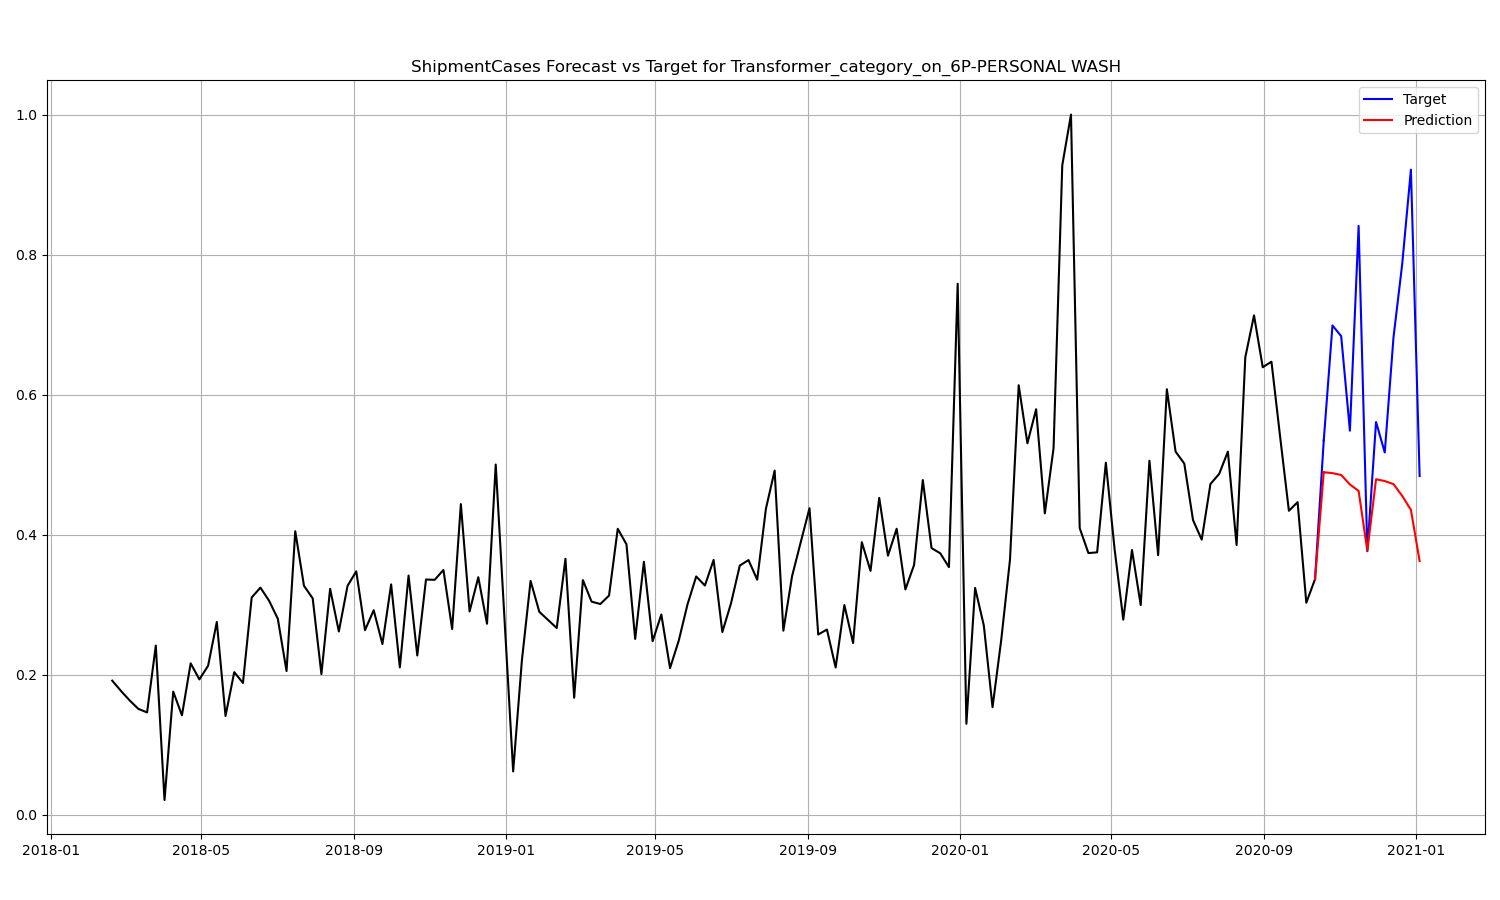 ShipmentCases Forecast vs Target for Transformer_category_on_6P-PERSONAL WASH
Target
Prediction
1.0
0.8
0.6
0.4
0.2
0.0
2018-01 2018-05 2018-09 2019-01 2019-05 2019-09 2020-01 2020-05 2020-09 2021-01